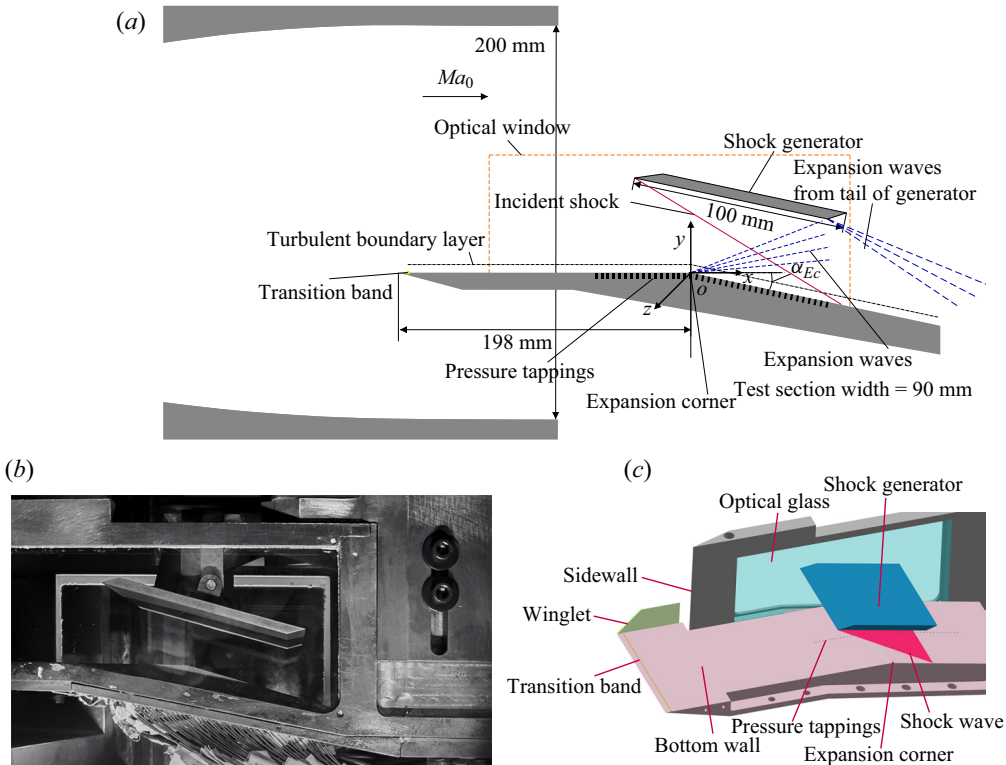 (a)
200 mm
Ma0
Optical window
Shock generator
Expansion waves
from tail of generator
Incident shock
100 mm
Turbulent boundary layer
y
αEc
x
o
Transition band
z
198 mm
Pressure tappings
Expansion waves
Test section width = 90 mm
Expansion corner
(b)
(c)
Shock generator
Optical glass
Sidewall
Winglet
Transition band
Pressure tappings
Shock wave
Bottom wall
Expansion corner